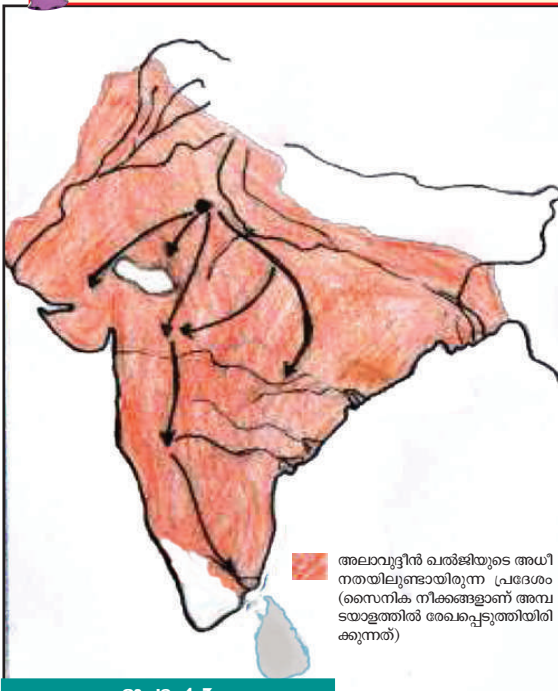 അലാവുദ്ദീൻ ഖൽജിയുടെ അധീ
നതയിലുണ്ടായിരുന്ന പ്രദേശം
(സൈനിക നീക്കങ്ങളാണ് അമ്പ
ടയാളത്തിൽ രേഖപ്പെടുത്തിയിരി
ക്കുന്നത്)